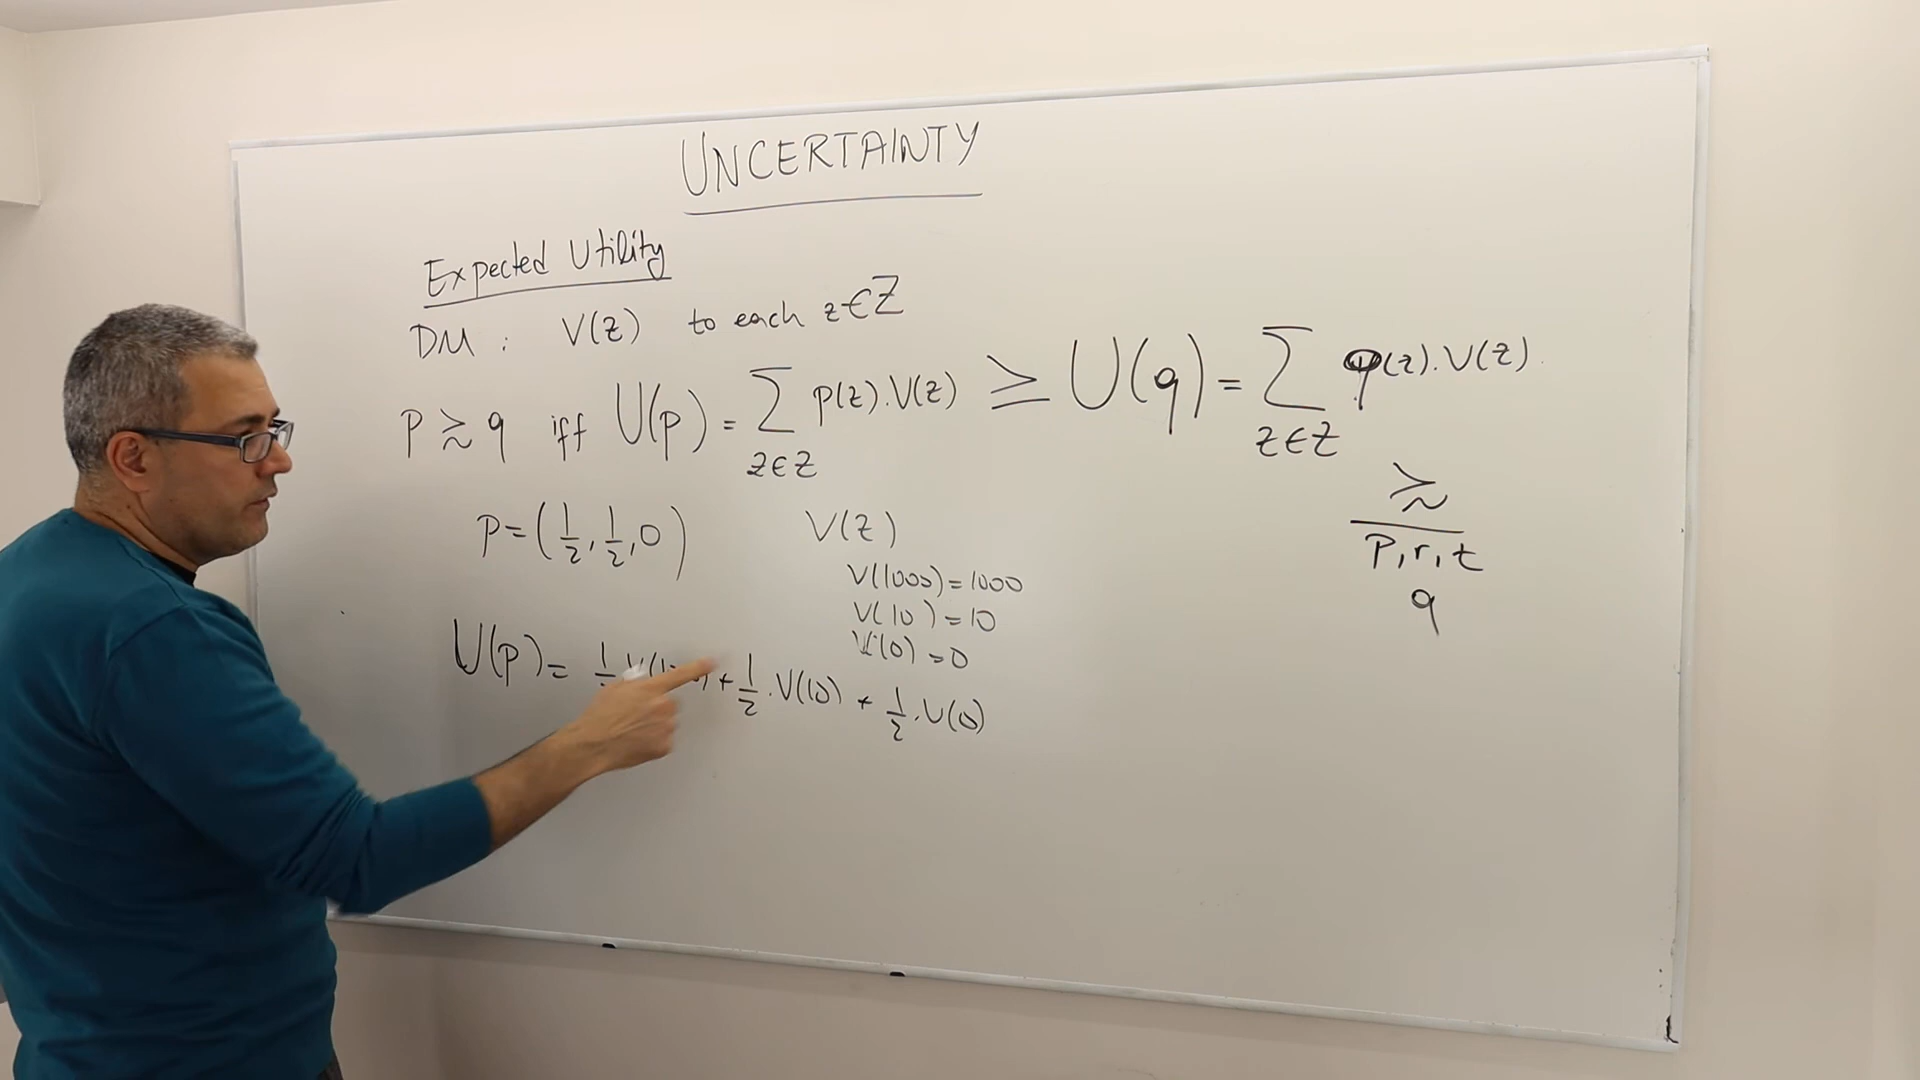 UNCERTAINTY
Expected Utility
DM : V(z) to each z∈Z
p ≿ q iff U(p) = ∑ p(z).V(z) ≥ U(q) = ∑ q(z).V(z).
z∈Z z∈Z
p = (1/2, 1/2, 0)
V(z)
V(1000) = 1000
V(10) = 10
V(0) = 0
≿
p, r, t
q
U(p) = + 1/2 . V(10) + 1/2 . V(0)